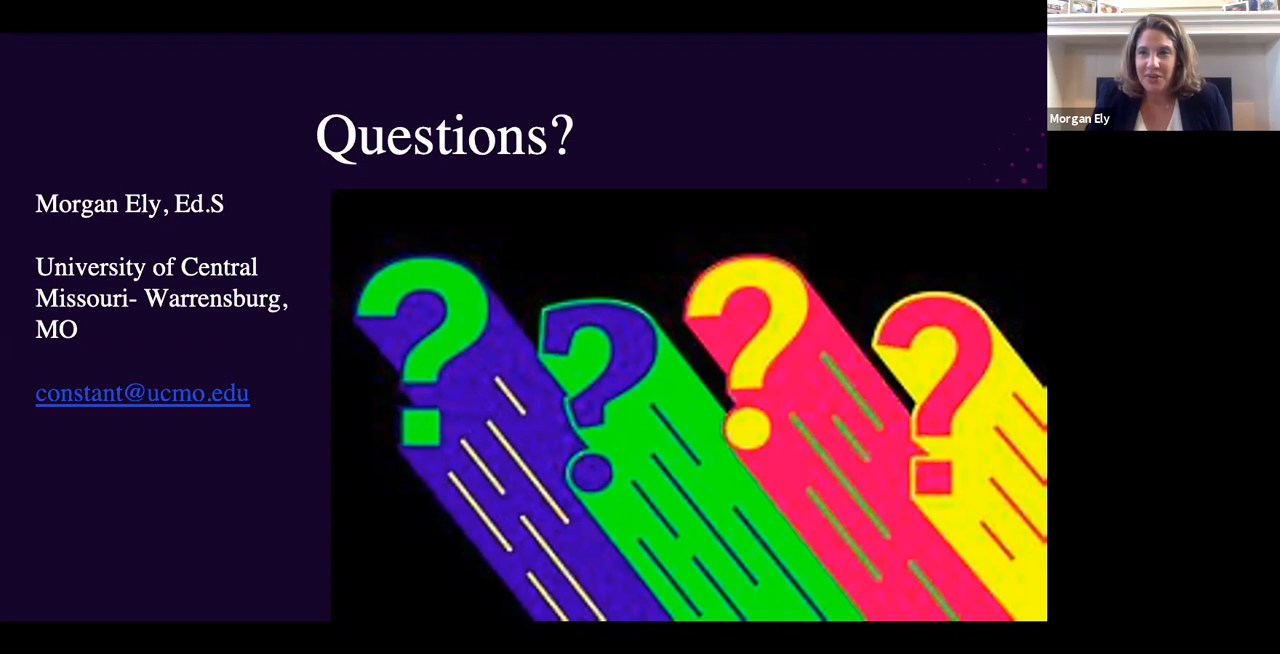 Questions?
Morgan Ely, Ed.S
University of Central
Missouri- Warrensburg,
MO
constant@ucmo.edu
? ? ? ?
Morgan Ely